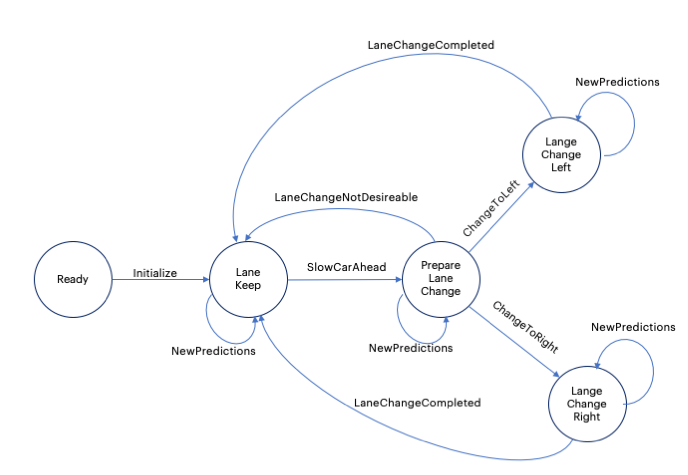 LaneChangeCompleted
NewPredictions
Lange
Change
Left
ChangeToLeft
LaneChangeNotDesireable
Ready
Initialize
Lane
Keep
SlowCarAhead
Prepare
Lane
Change
ChangeToRight
NewPredictions
NewPredictions
NewPredictions
Lange
Change
Right
LaneChangeCompleted